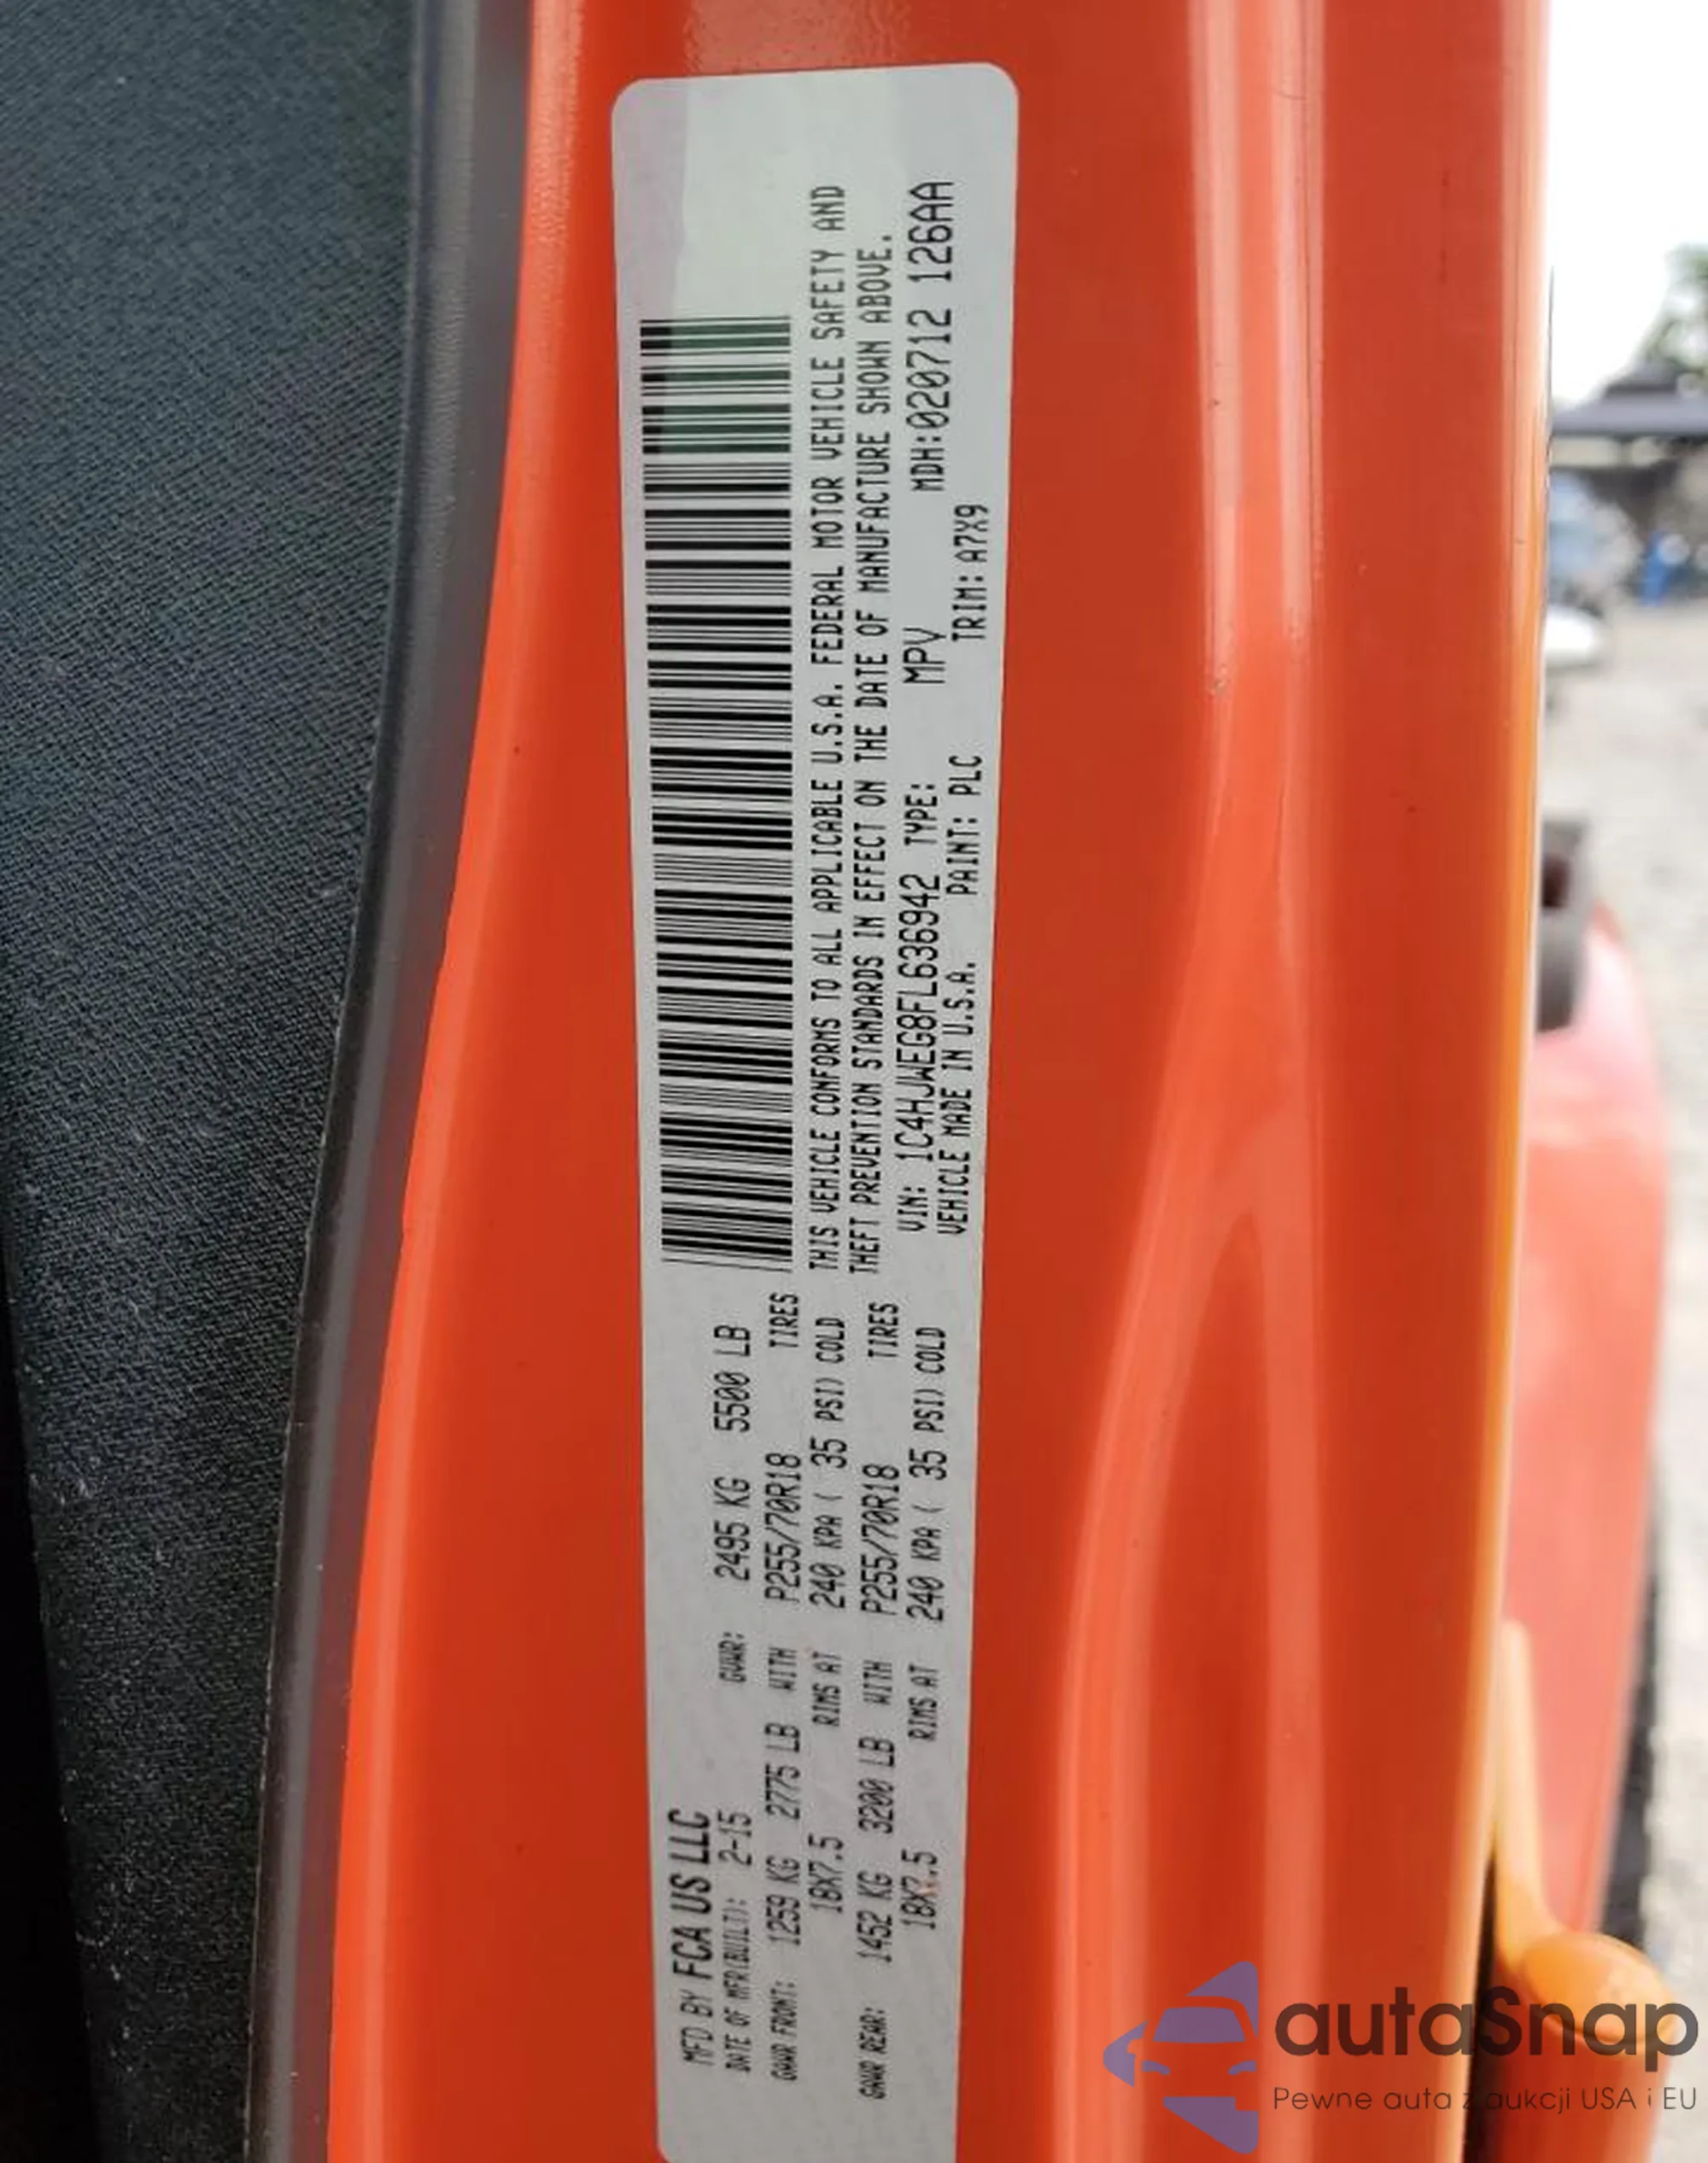 MFD BY FCA US LLC
DATE OF MFR(BUILT): 2-15 GVWR: 2495 KG 5500 LB
GAWR FRONT: 1259 KG 2775 LB WITH P255/70R18 TIRES
18X7.5 RIMS AT 240 KPA ( 35 PSI) COLD
GAWR REAR: 1452 KG 3200 LB WITH P255/70R18 TIRES
18X7.5 RIMS AT 240 KPA ( 35 PSI) COLD
THIS VEHICLE CONFORMS TO ALL APPLICABLE U.S.A. FEDERAL MOTOR VEHICLE SAFETY AND
THEFT PREVENTION STANDARDS IN EFFECT ON THE DATE OF MANUFACTURE SHOWN ABOVE.
VIN: 1C4HJWEG8FL636942 TYPE: MPV MDH:020712 126AA
VEHICLE MADE IN U.S.A. PAINT: PLC TRIM: A7X9
autaSnap
Pewne auta z aukcji USA i EU